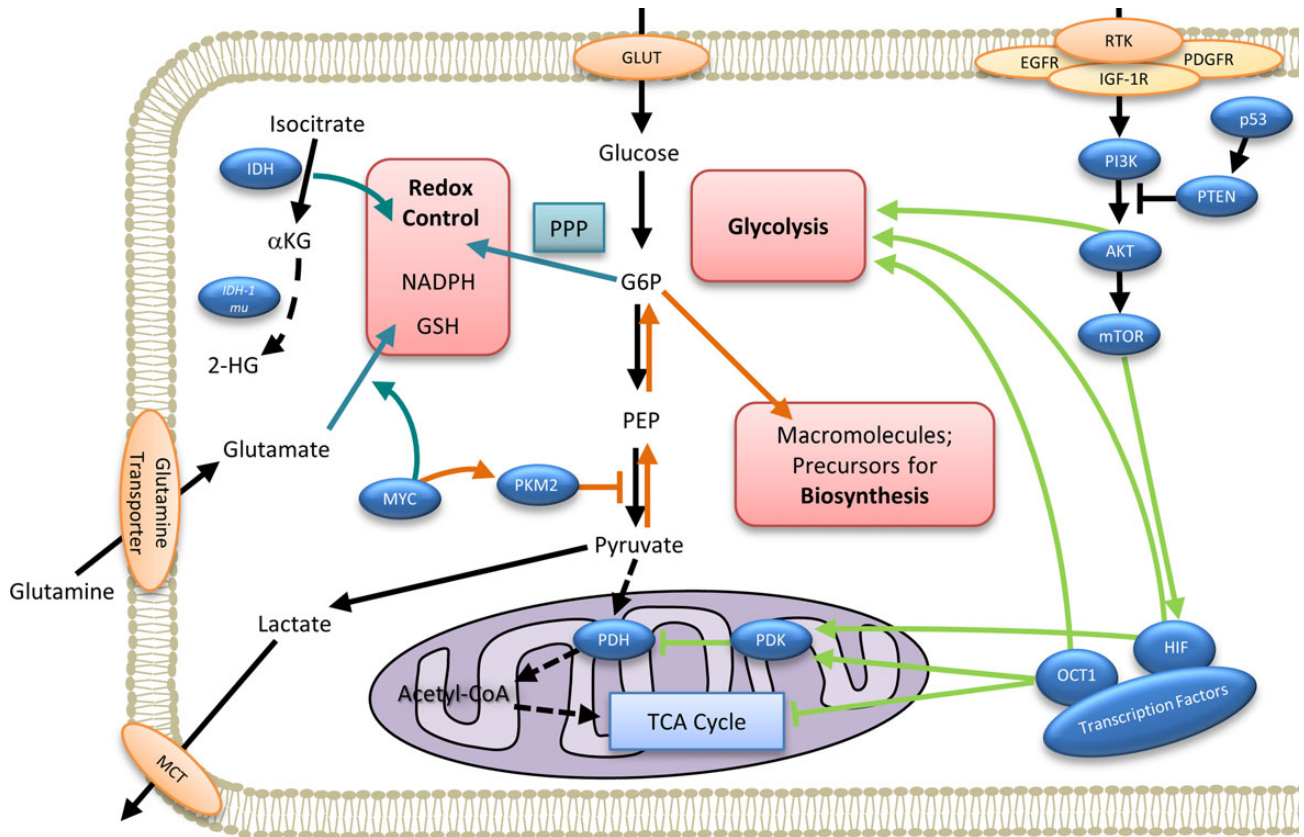 GLUT
RTK
EGFR
PDGFR
IGF-1R
Isocitrate
IDH
αKG
IDH-1
mu
2-HG
Redox
Control
NADPH
GSH
PPP
Glucose
G6P
PEP
Pyruvate
Glycolysis
PI3K
p53
PTEN
AKT
mTOR
Macromolecules;
Precursors for
Biosynthesis
Glutamate
Glutamine
Transporter
Glutamine
MYC
PKM2
Lactate
MCT
PDH
PDK
Acetyl-CoA
TCA Cycle
HIF
OCT1
Transcription Factors